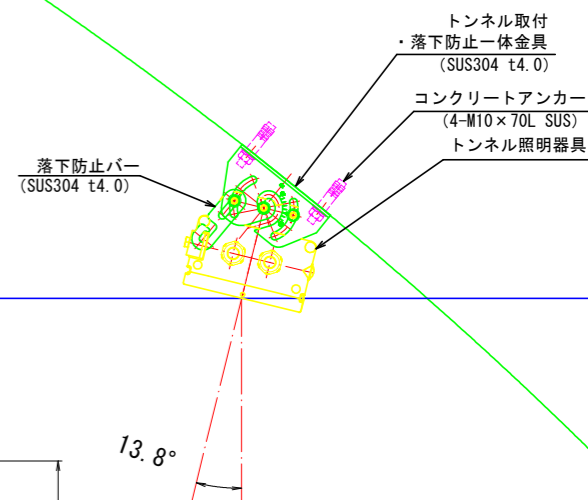 トンネル取付
・落下防止一体金具
(SUS304 t4.0)
コンクリートアンカー
(4-M10×70L SUS)
トンネル照明器具
落下防止バー
(SUS304 t4.0)
13.8°